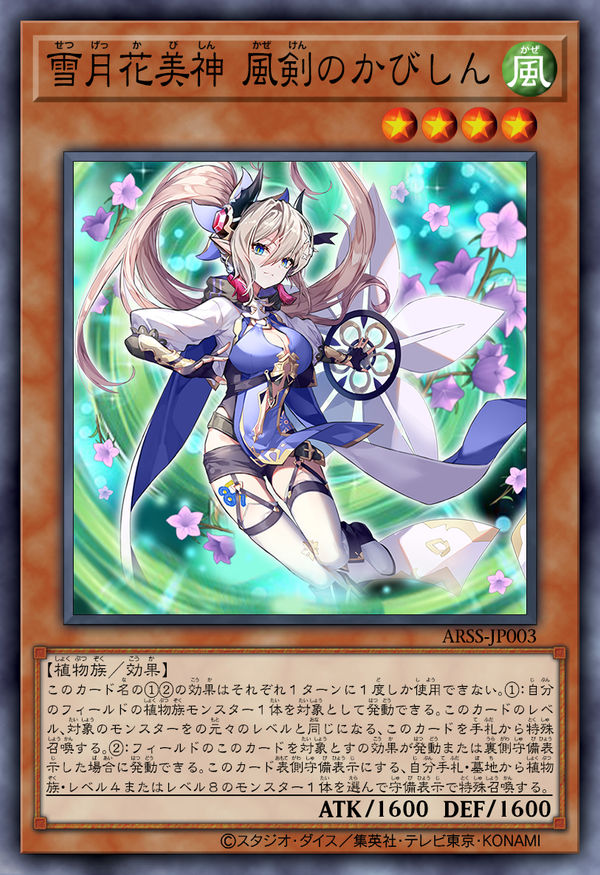 雪月花美神 風剣のかびしん
風
ARSS-JP003
【植物族／効果】
このカード名の①②の効果はそれぞれ１ターンに１度しか使用できない。①：自分
のフィールドの植物族モンスター１体を対象として発動できる。このカードのレベ
ル、対象のモンスターをの元々のレベルと同じになる、このカードを手札から特殊
召喚する。②：フィールドのこのカードを対象とすの効果が発動または裏側守備表
示した場合に発動できる。このカード表側守備表示にする、自分手札・墓地から植物
族・レベル４またはレベル８のモンスター１体を選んで守備表示で特殊召喚する。
ATK/1600 DEF/1600
©スタジオ・ダイス／集英社・テレビ東京・KONAMI